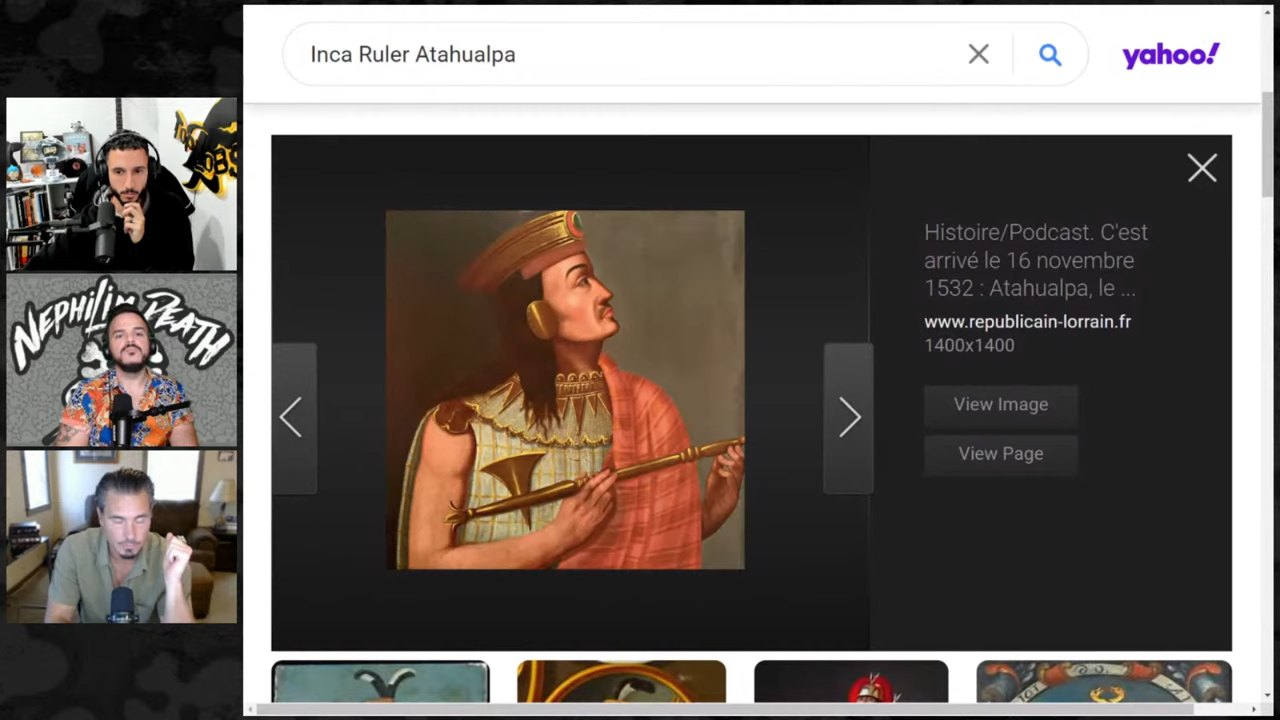 Inca Ruler Atahualpa
yahoo!
Histoire/Podcast. C'est
arrivé le 16 novembre
1532 : Atahualpa, le ...
www.republicain-lorrain.fr
1400x1400
View Image
View Page
NEPHILIM DEATH